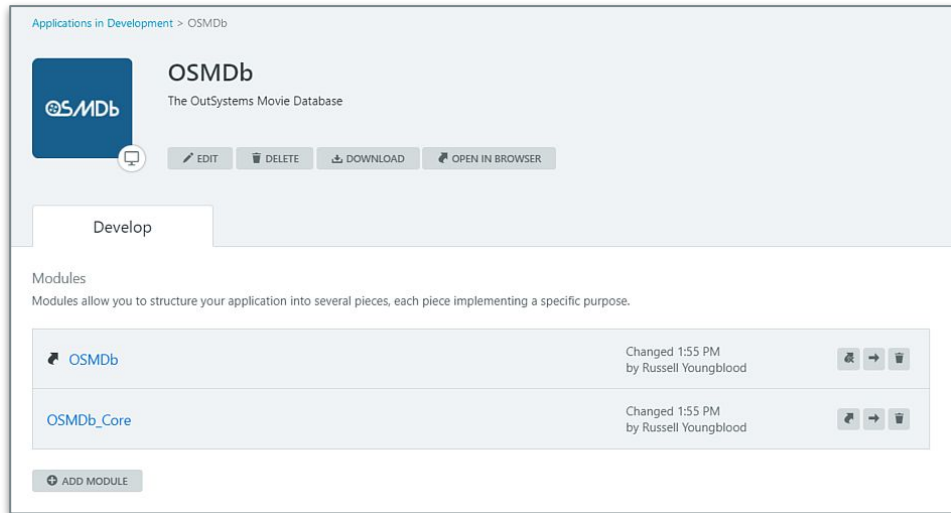 Applications in Development > OSMDb
OSMDb
OSMDb
The OutSystems Movie Database
EDIT
DELETE
DOWNLOAD
OPEN IN BROWSER
Develop
Modules
Modules allow you to structure your application into several pieces, each piece implementing a specific purpose.
OSMDb
Changed 1:55 PM
by Russell Youngblood
OSMDb_Core
Changed 1:55 PM
by Russell Youngblood
ADD MODULE